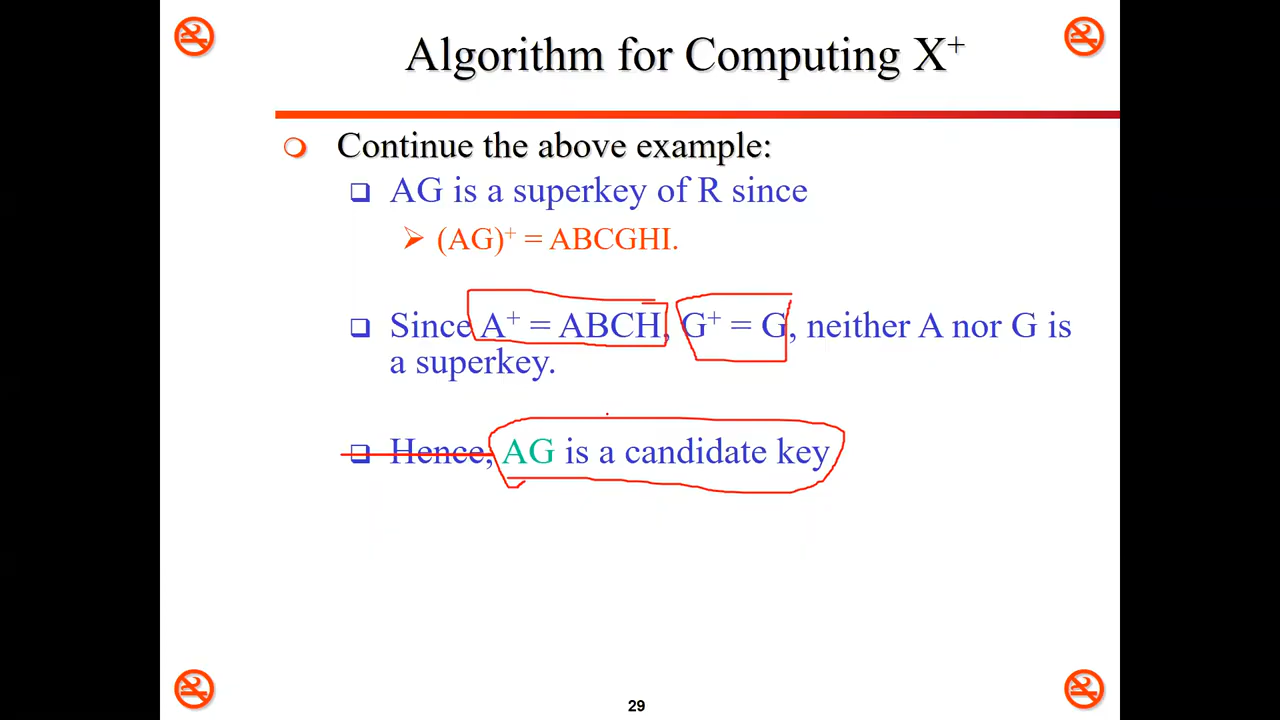 Algorithm for Computing X⁺
Continue the above example:
AG is a superkey of R since
(AG)⁺ = ABCGHI.
Since A⁺ = ABCH, G⁺ = G, neither A nor G is
a superkey.
Hence, AG is a candidate key
29